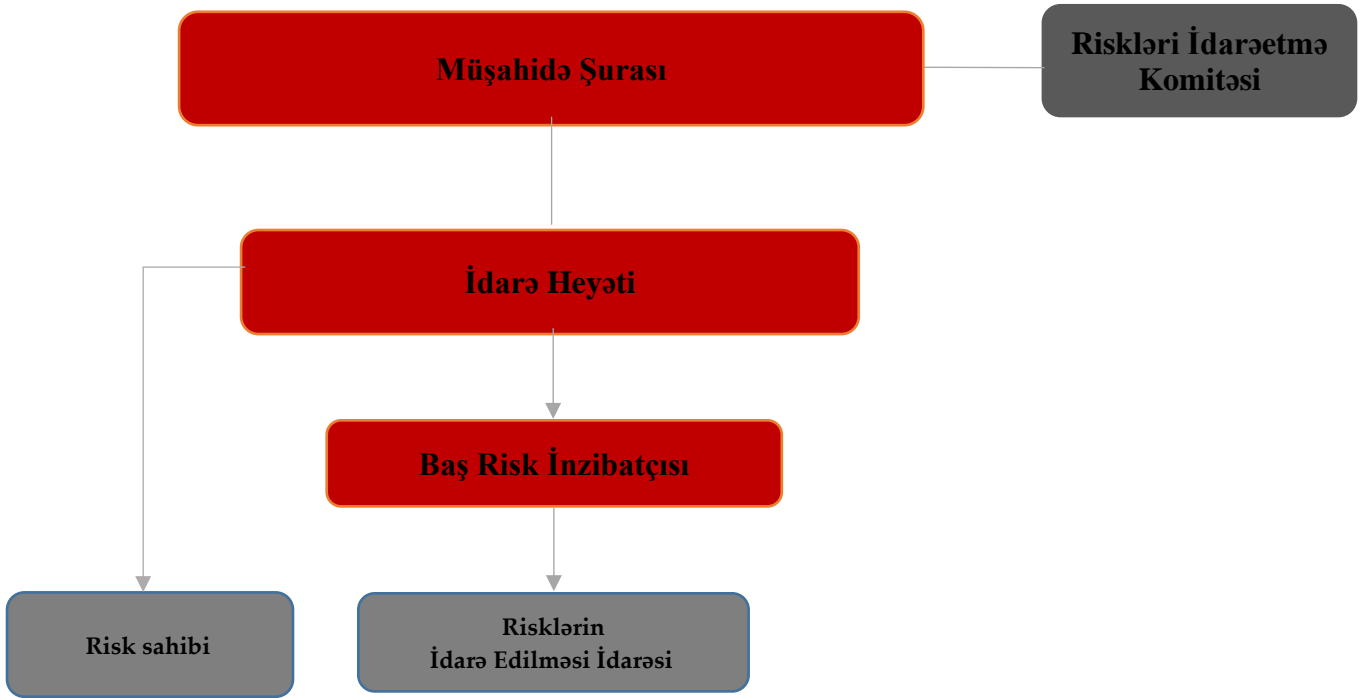 Müşahidə Şurası
Riskləri İdarəetmə
Komitəsi
İdarə Heyəti
Baş Risk İnzibatçısı
Risk sahibi
Risklərin
İdarə Edilməsi İdarəsi